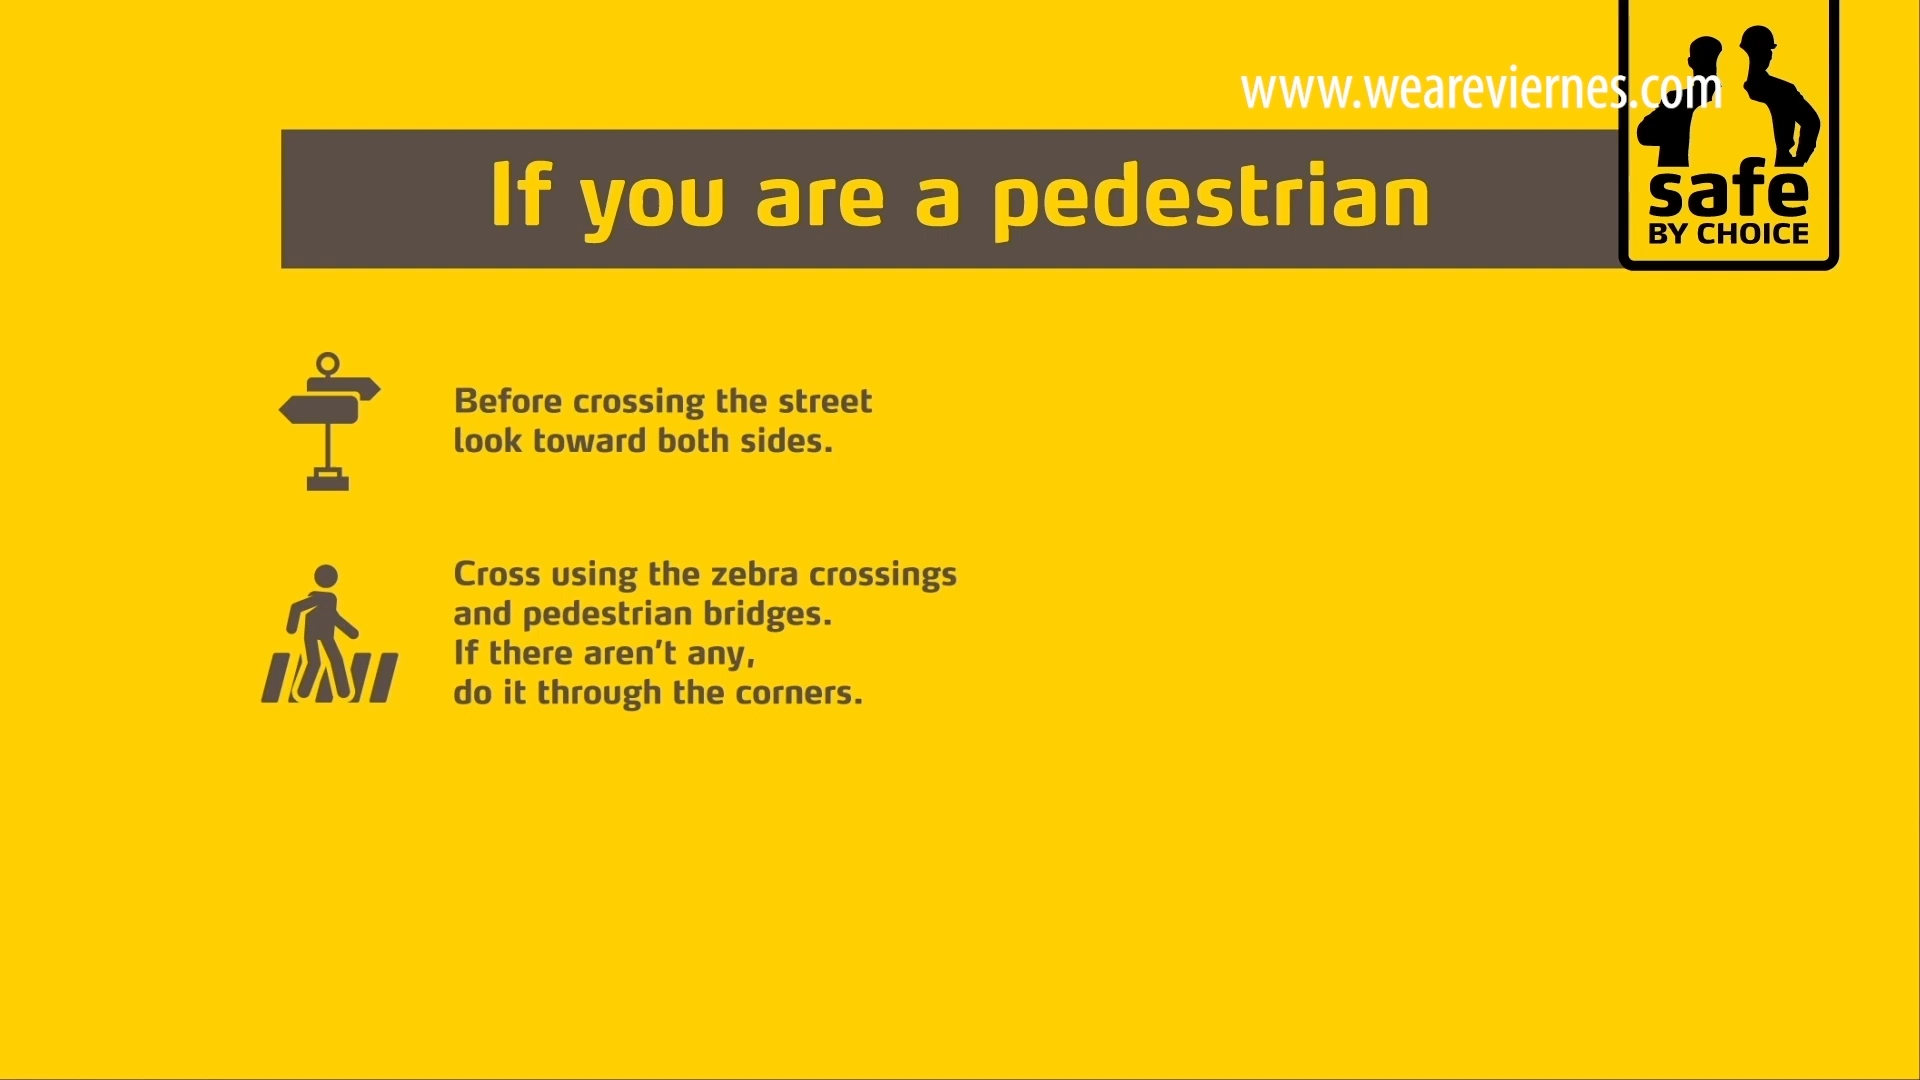 www.weareviernes.com
If you are a pedestrian
safe
BY CHOICE
Before crossing the street
look toward both sides.
Cross using the zebra crossings
and pedestrian bridges.
If there aren't any,
do it through the corners.